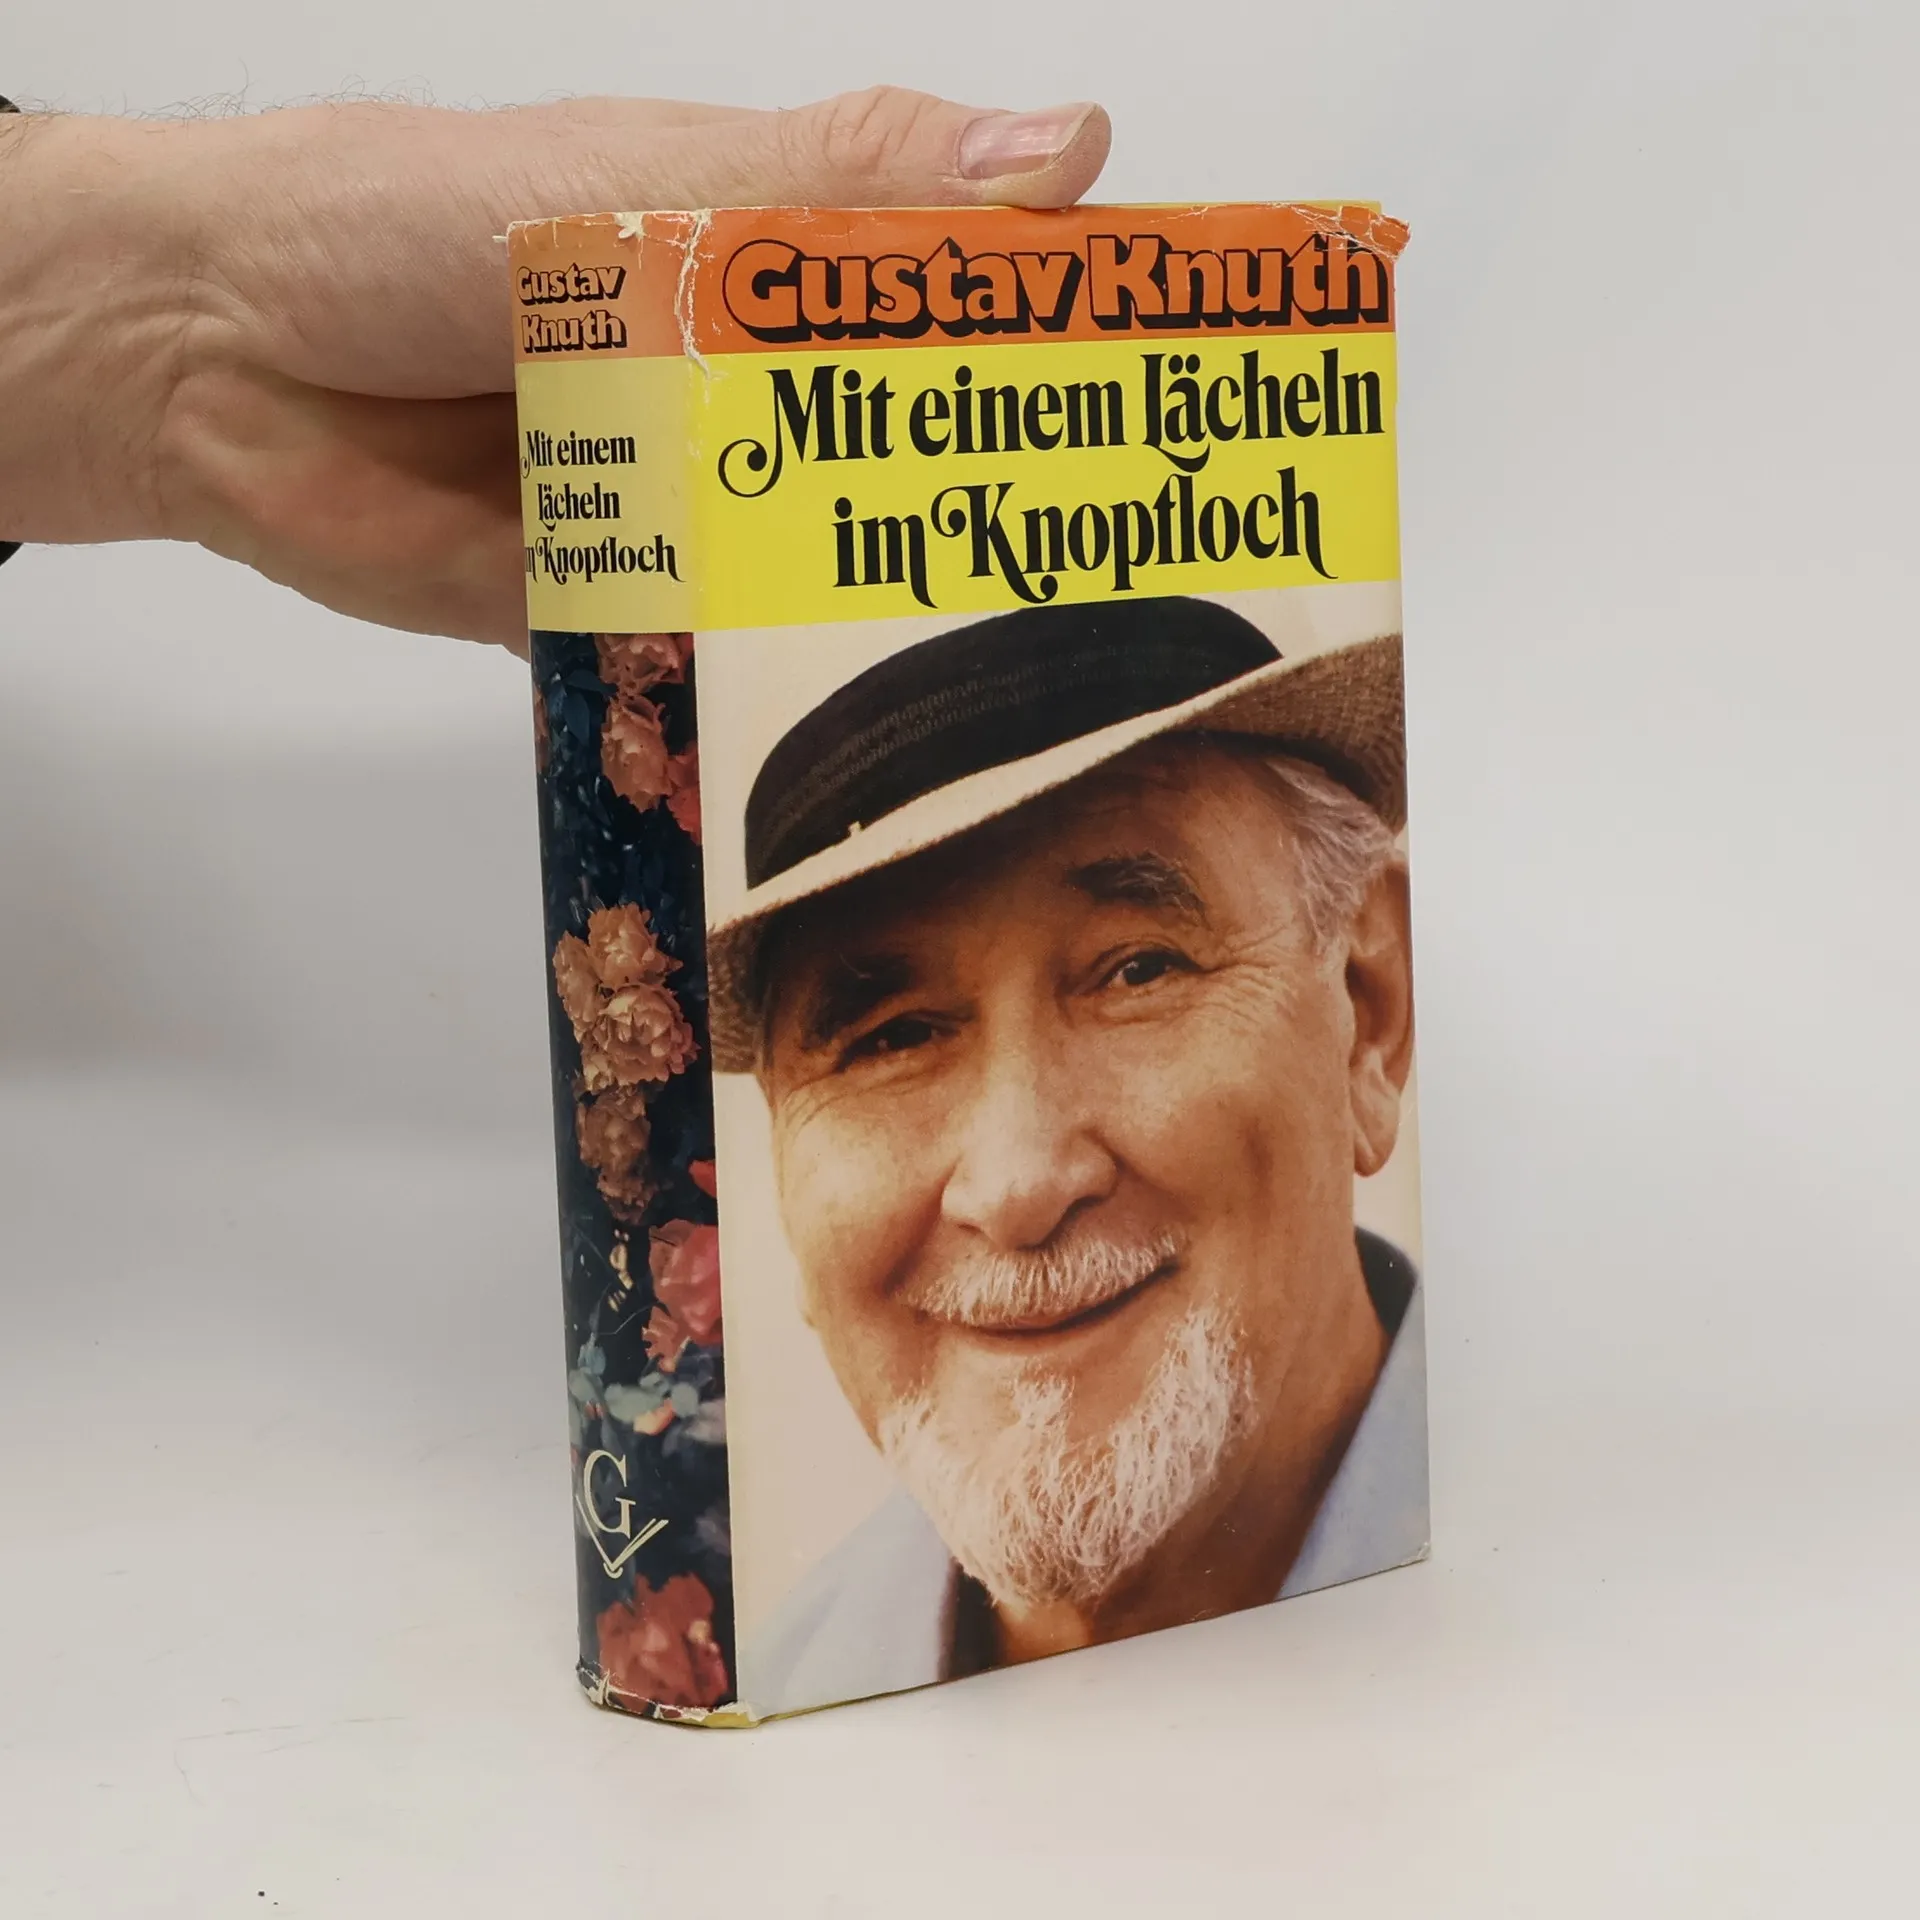 Gustav
Knuth
Mit einem
lächeln
im Knopfloch
G
Gustav Knuth
Mit einem lächeln
im Knopfloch